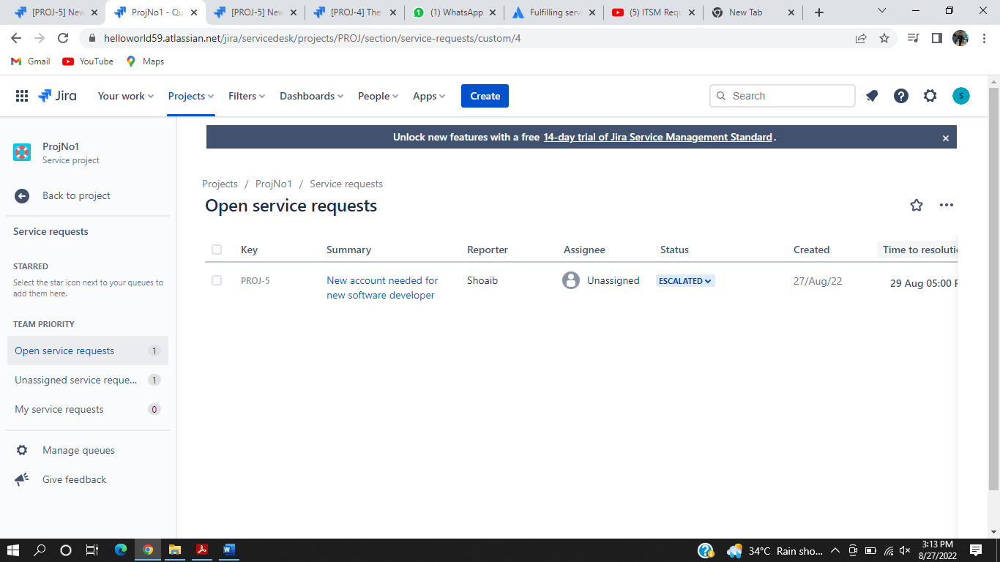 [PROJ-5] New
ProjNo1 - Qu
[PROJ-5] New
[PROJ-4] The
(1) WhatsApp
Fulfilling serv
(5) ITSM Requ
New Tab
helloworld59.atlassian.net/jira/servicedesk/projects/PROJ/section/service-requests/custom/4
Gmail
YouTube
Maps
Jira
Your work
Projects
Filters
Dashboards
People
Apps
Create
Search
S
ProjNo1
Service project
Back to project
Service requests
STARRED
Select the star icon next to your queues to
add them here.
TEAM PRIORITY
Open service requests 1
Unassigned service reque... 1
My service requests 0
Manage queues
Give feedback
Unlock new features with a free 14-day trial of Jira Service Management Standard.
Projects / ProjNo1 / Service requests
Open service requests
Key Summary Reporter Assignee Status Created Time to resolutio
PROJ-5 New account needed for Shoaib Unassigned ESCALATED 27/Aug/22 29 Aug 05:00 P
new software developer
34°C Rain sho...
3:13 PM
8/27/2022